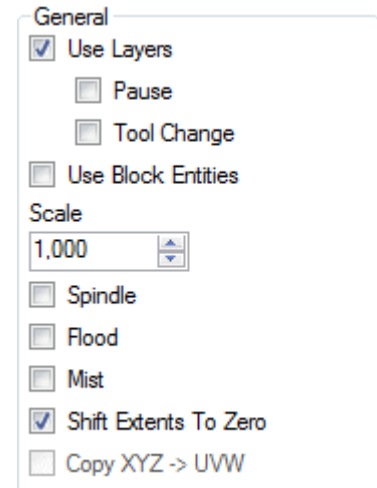 General
Use Layers
Pause
Tool Change
Use Block Entities
Scale
1,000
Spindle
Flood
Mist
Shift Extents To Zero
Copy XYZ -> UVW